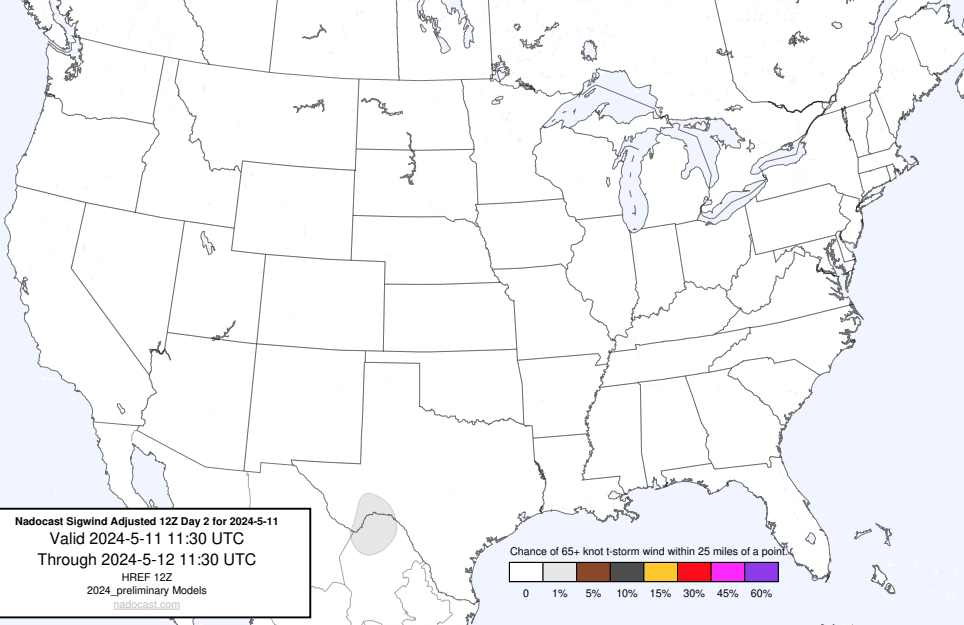 Nadocast Sigwind Adjusted 12Z Day 2 for 2024-5-11
Valid 2024-5-11 11:30 UTC
Through 2024-5-12 11:30 UTC
HREF 12Z
2024_preliminary Models
nadocast.com
Chance of 65+ knot t-storm wind within 25 miles of a point.
0 1% 5% 10% 15% 30% 45% 60%